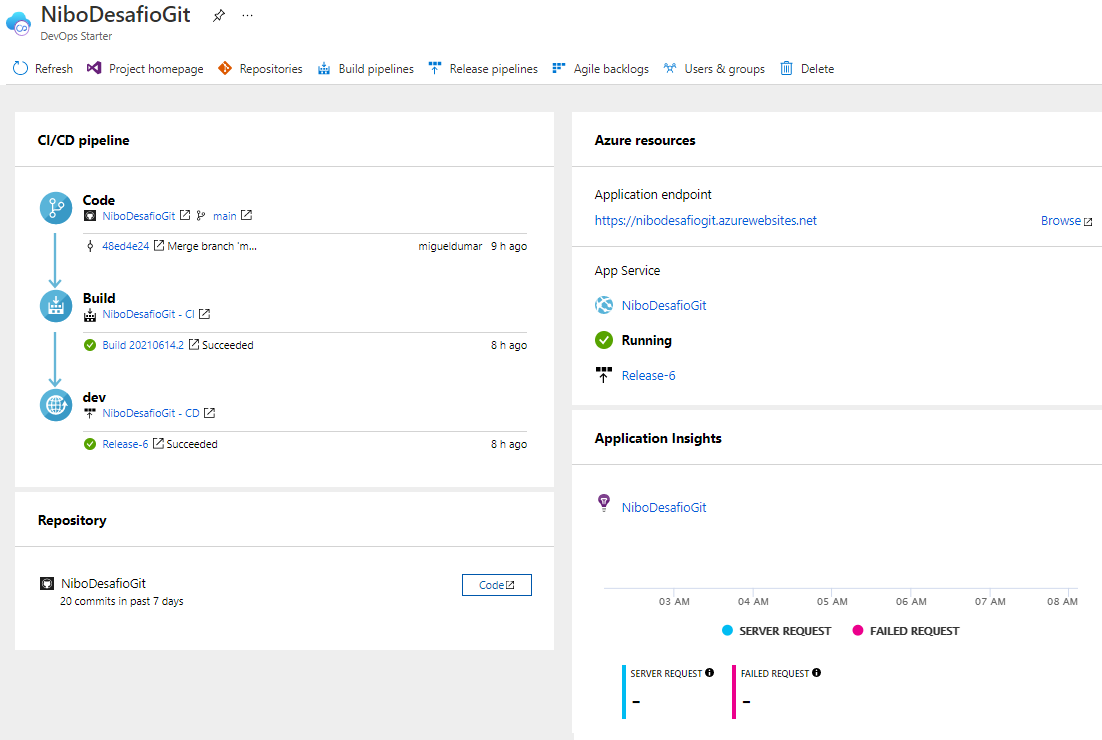 NiboDesafioGit
DevOps Starter
Refresh Project homepage Repositories Build pipelines Release pipelines Agile backlogs Users & groups Delete
CI/CD pipeline
Code
NiboDesafioGit main
48ed4e24 Merge branch 'm... migueldumar 9 h ago
Build
NiboDesafioGit - CI
Build 20210614.2 Succeeded 8 h ago
dev
NiboDesafioGit - CD
Release-6 Succeeded 8 h ago
Repository
NiboDesafioGit
20 commits in past 7 days
Code
Azure resources
Application endpoint
https://nibodesafiogit.azurewebsites.net Browse
App Service
NiboDesafioGit
Running
Release-6
Application Insights
NiboDesafioGit
03 AM 04 AM 05 AM 06 AM 07 AM 08 AM
SERVER REQUEST FAILED REQUEST
SERVER REQUEST FAILED REQUEST
- -